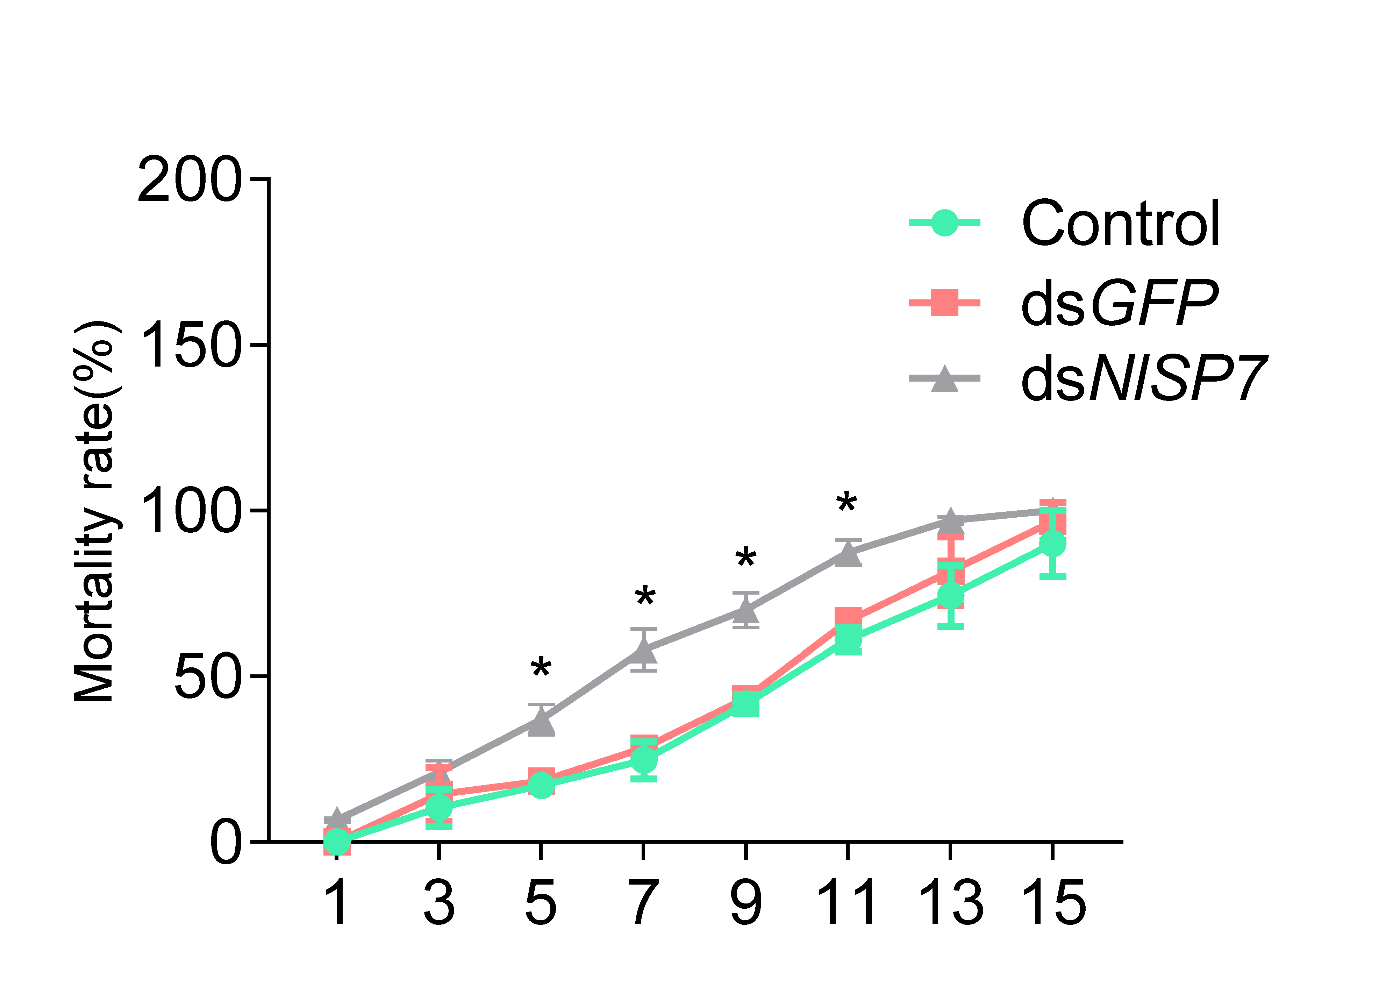 200
150
100
50
0
Mortality rate(%)
Control
dsGFP
dsNlSP7
*
*
*
*
1 3 5 7 9 11 13 15